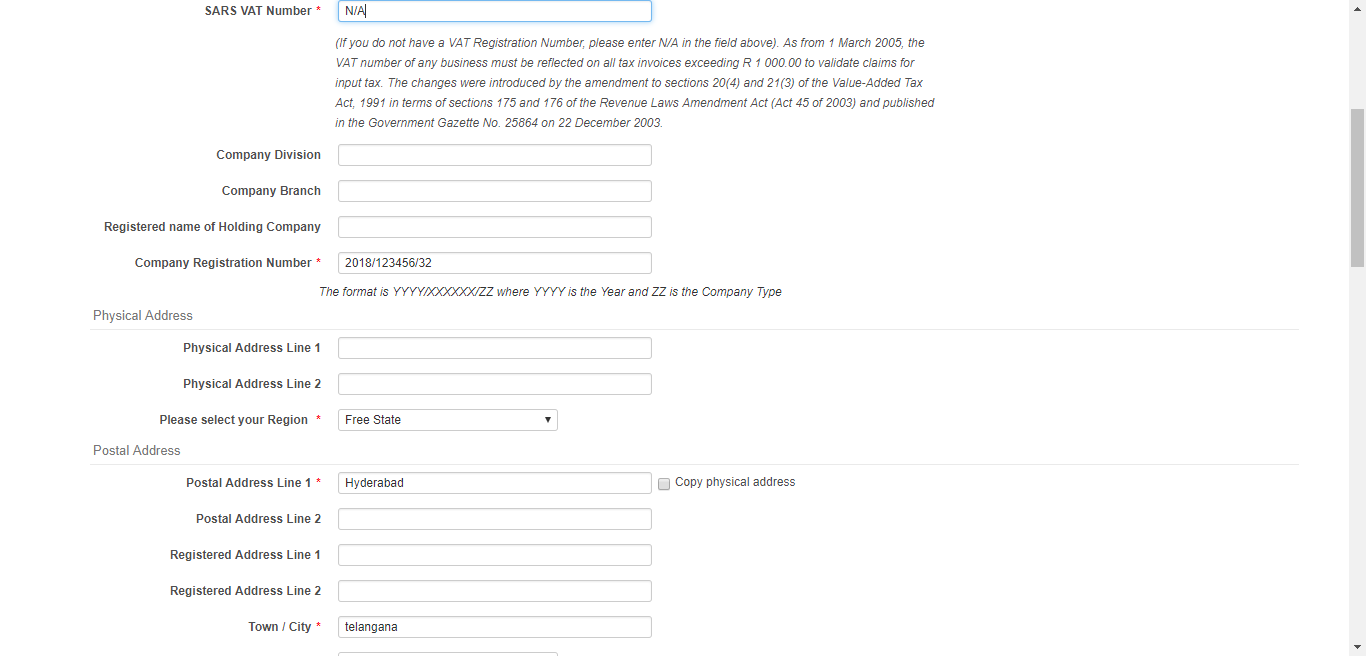 SARS VAT Number * N/A
(If you do not have a VAT Registration Number, please enter N/A in the field above). As from 1 March 2005, the
VAT number of any business must be reflected on all tax invoices exceeding R 1 000.00 to validate claims for
input tax. The changes were introduced by the amendment to sections 20(4) and 21(3) of the Value-Added Tax
Act, 1991 in terms of sections 175 and 176 of the Revenue Laws Amendment Act (Act 45 of 2003) and published
in the Government Gazette No. 25864 on 22 December 2003.
Company Division
Company Branch
Registered name of Holding Company
Company Registration Number * 2018/123456/32
The format is YYYY/XXXXXX/ZZ where YYYY is the Year and ZZ is the Company Type
Physical Address
Physical Address Line 1
Physical Address Line 2
Please select your Region * Free State
Postal Address
Postal Address Line 1 * Hyderabad Copy physical address
Postal Address Line 2
Registered Address Line 1
Registered Address Line 2
Town / City * telangana